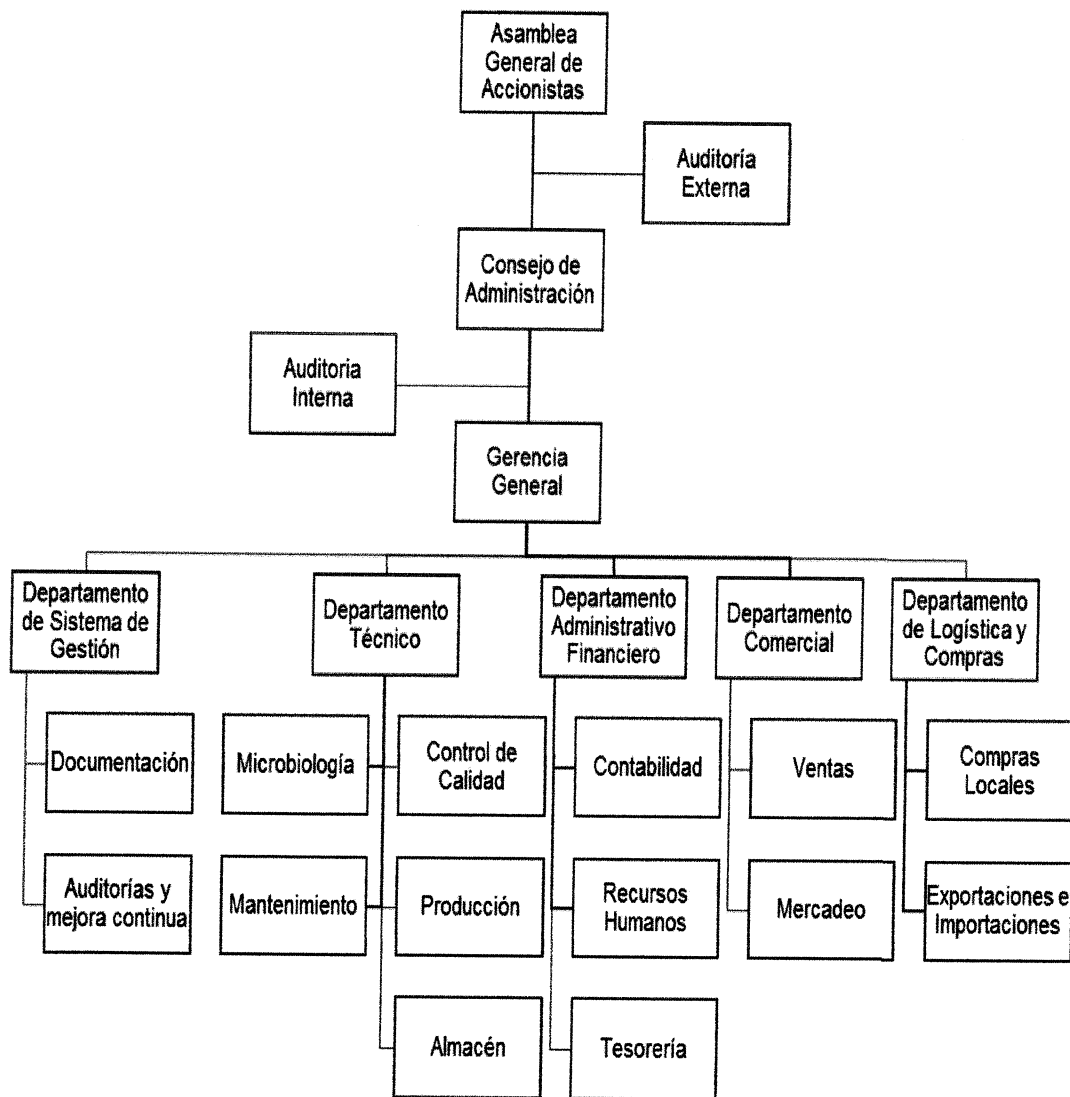 Asamblea
General de
Accionistas
Auditoría
Externa
Consejo de
Administración
Auditoria
Interna
Gerencia
General
Departamento
de Sistema de
Gestión
Departamento
Técnico
Departamento
Administrativo
Financiero
Departamento
Comercial
Departamento
de Logística y
Compras
Documentación
Microbiología
Control de
Calidad
Contabilidad
Ventas
Compras
Locales
Auditorías y
mejora continua
Mantenimiento
Producción
Recursos
Humanos
Mercadeo
Exportaciones e
Importaciones
Almacén
Tesorería